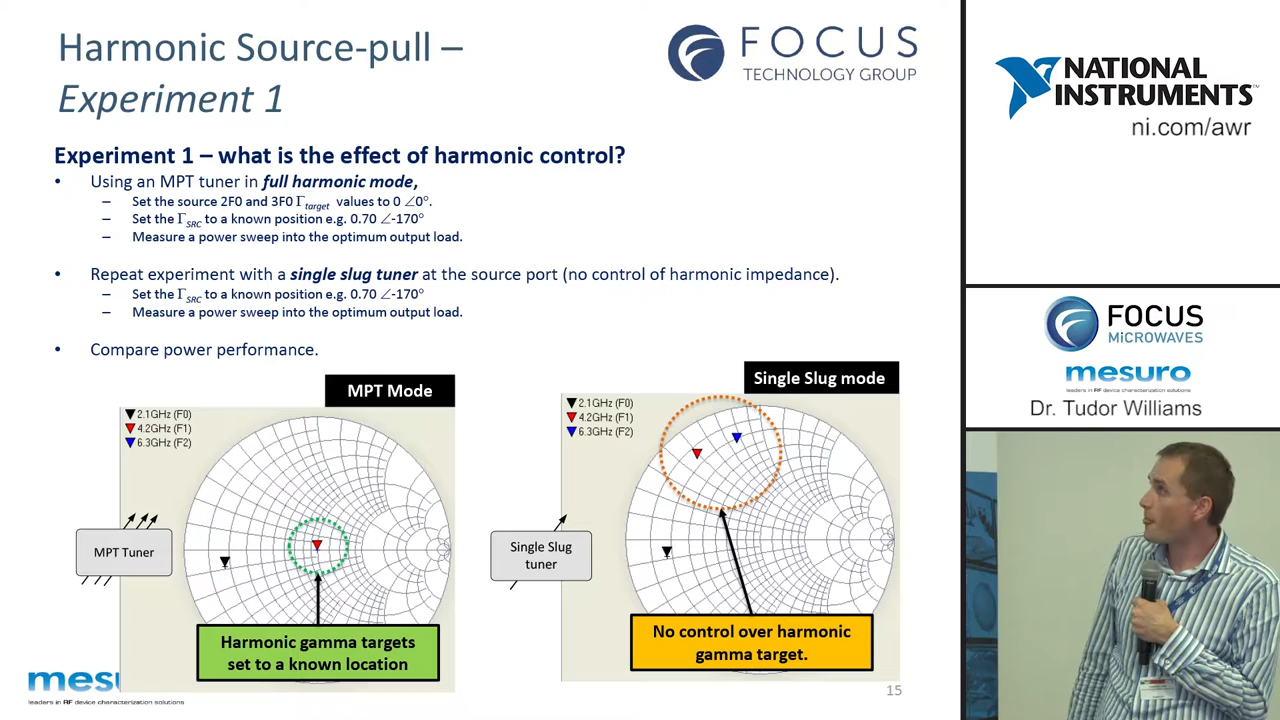 Harmonic Source-pull –
Experiment 1
FOCUS
TECHNOLOGY GROUP
Experiment 1 – what is the effect of harmonic control?
• Using an MPT tuner in full harmonic mode,
– Set the source 2F0 and 3F0 Γtarget values to 0 ∠0°.
– Set the ΓSRC to a known position e.g. 0.70 ∠-170°
– Measure a power sweep into the optimum output load.
• Repeat experiment with a single slug tuner at the source port (no control of harmonic impedance).
– Set the ΓSRC to a known position e.g. 0.70 ∠-170°
– Measure a power sweep into the optimum output load.
• Compare power performance.
MPT Mode
2.1GHz (F0)
4.2GHz (F1)
6.3GHz (F2)
MPT Tuner
Harmonic gamma targets
set to a known location
Single Slug mode
2.1GHz (F0)
4.2GHz (F1)
6.3GHz (F2)
Single Slug
tuner
No control over harmonic
gamma target.
mesu
leaders in RF device characterization solutions
15
NATIONAL
INSTRUMENTS™
ni.com/awr
FOCUS
MiCROWAVES
mesuro
leaders in RF device characterization solutions
Dr. Tudor Williams